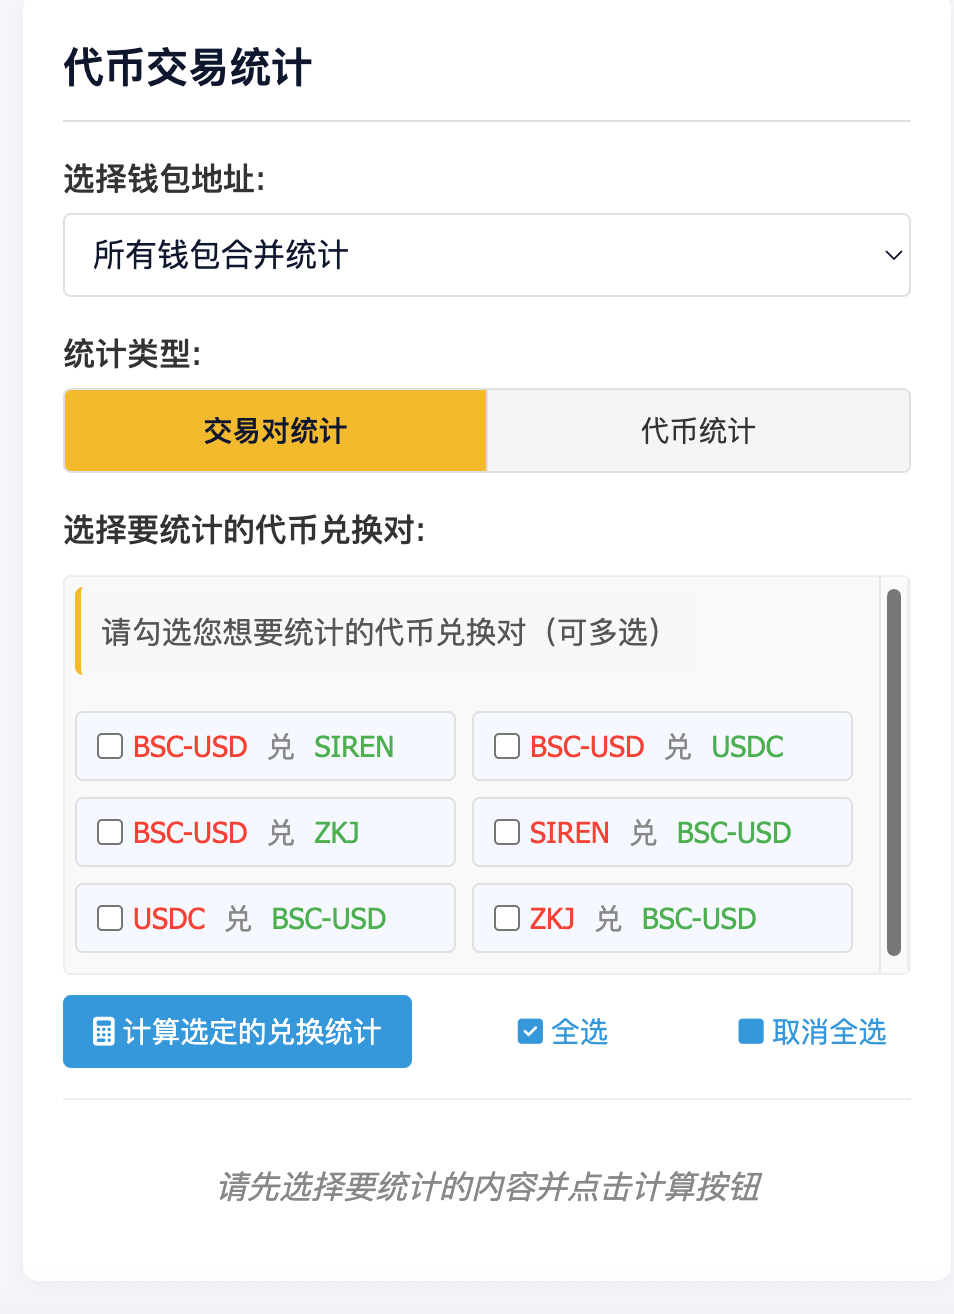 代币交易统计
选择钱包地址:
所有钱包合并统计
统计类型:
交易对统计 代币统计
选择要统计的代币兑换对:
请勾选您想要统计的代币兑换对（可多选）
BSC-USD 兑 SIREN BSC-USD 兑 USDC
BSC-USD 兑 ZKJ SIREN 兑 BSC-USD
USDC 兑 BSC-USD ZKJ 兑 BSC-USD
计算选定的兑换统计 全选 取消全选
请先选择要统计的内容并点击计算按钮